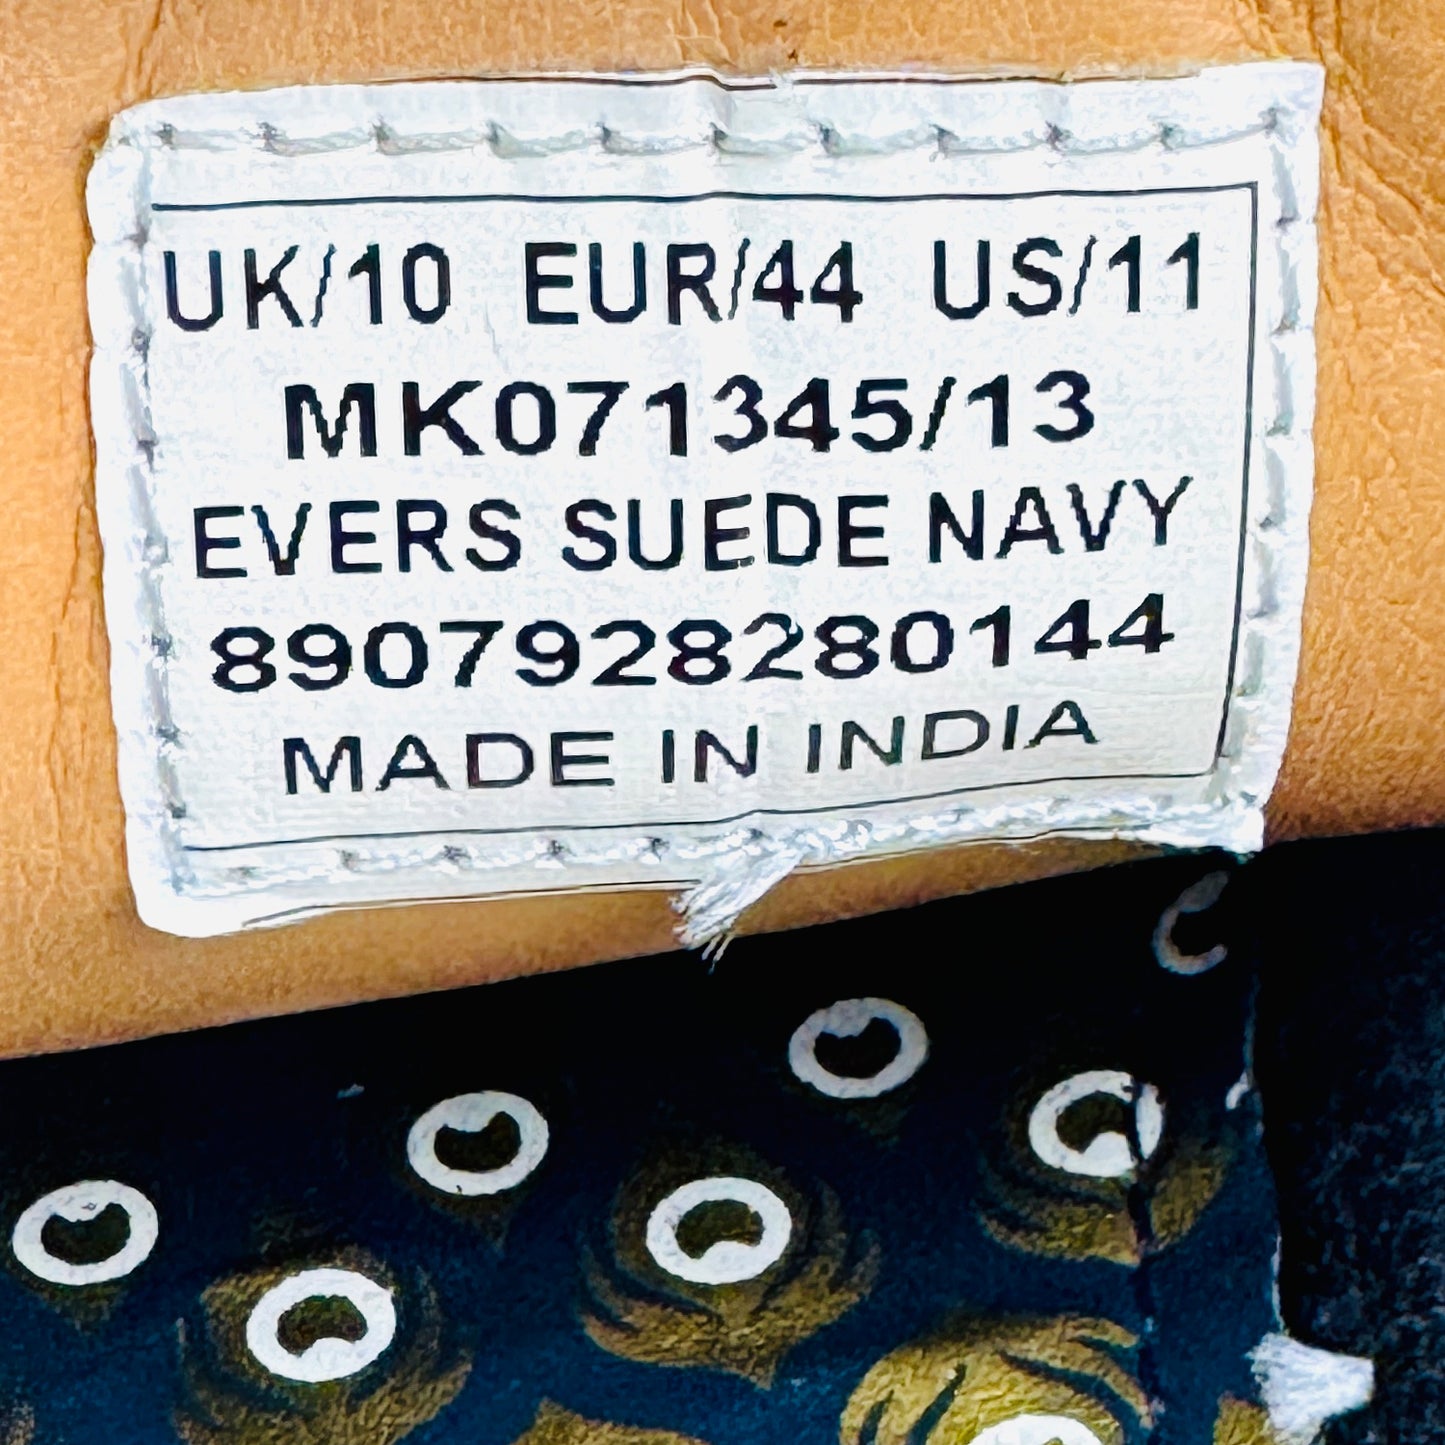 UK/10 EUR/44 US/11
MK071345/13
EVERS SUEDE NAVY
8907928280144
MADE IN INDIA